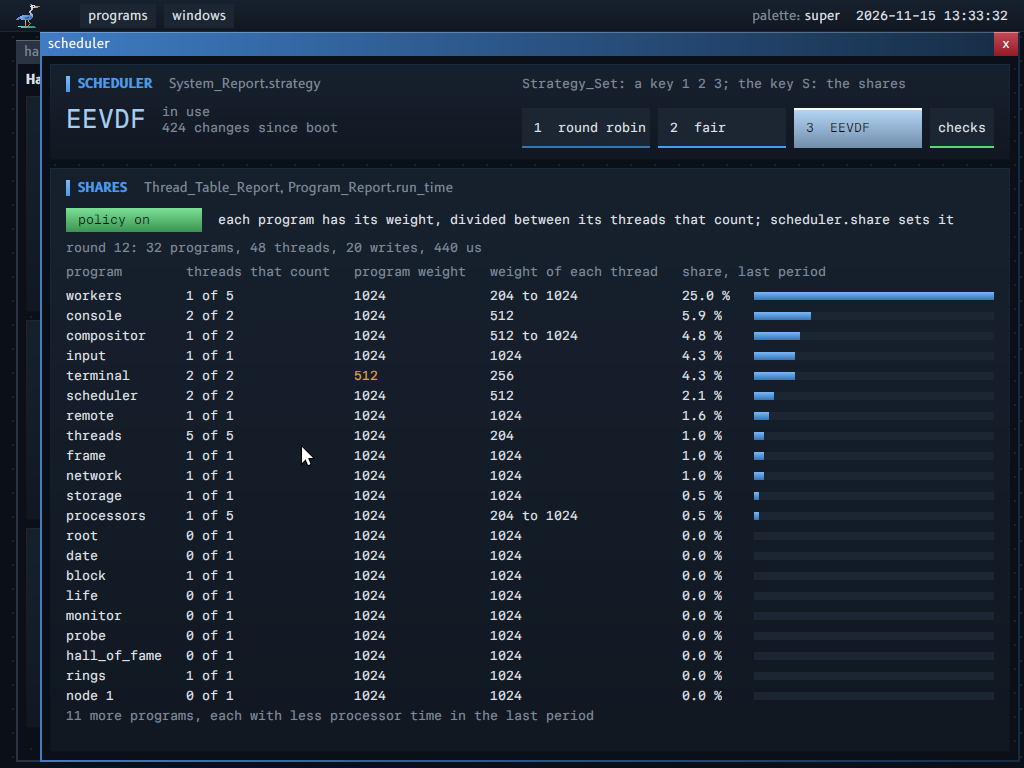 programs windows palette: super 2026-11-15 13:33:32
ha scheduler x
Ha
SCHEDULER System_Report.strategy Strategy_Set: a key 1 2 3; the key S: the shares
EEVDF in use
424 changes since boot
1 round robin 2 fair 3 EEVDF checks
SHARES Thread_Table_Report, Program_Report.run_time
policy on each program has its weight, divided between its threads that count; scheduler.share sets it
round 12: 32 programs, 48 threads, 20 writes, 440 us
program threads that count program weight weight of each thread share, last period
workers 1 of 5 1024 204 to 1024 25.0 %
console 2 of 2 1024 512 5.9 %
compositor 1 of 2 1024 512 to 1024 4.8 %
input 1 of 1 1024 1024 4.3 %
terminal 2 of 2 512 256 4.3 %
scheduler 2 of 2 1024 512 2.1 %
remote 1 of 1 1024 1024 1.6 %
threads 5 of 5 1024 204 1.0 %
frame 1 of 1 1024 1024 1.0 %
network 1 of 1 1024 1024 1.0 %
storage 1 of 1 1024 1024 0.5 %
processors 1 of 5 1024 204 to 1024 0.5 %
root 0 of 1 1024 1024 0.0 %
date 0 of 1 1024 1024 0.0 %
block 1 of 1 1024 1024 0.0 %
life 0 of 1 1024 1024 0.0 %
monitor 0 of 1 1024 1024 0.0 %
probe 0 of 1 1024 1024 0.0 %
hall_of_fame 0 of 1 1024 1024 0.0 %
rings 1 of 1 1024 1024 0.0 %
node 1 0 of 1 1024 1024 0.0 %
11 more programs, each with less processor time in the last period